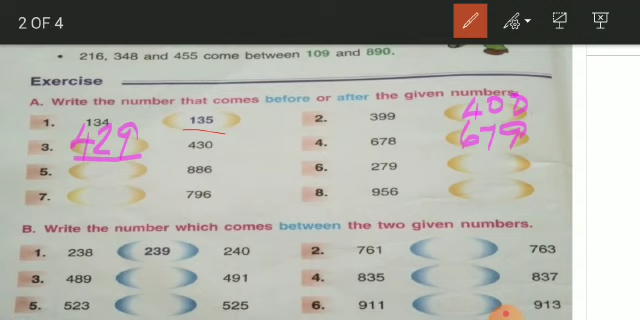 2 OF 4
• 216, 348 and 455 come between 109 and 890.
Exercise
A. Write the number that comes before or after the given numbers.
1. 134 135 2. 399 400
3. 429 430 4. 678 679
5. 886 6. 279
7. 796 8. 956
B. Write the number which comes between the two given numbers.
1. 238 239 240 2. 761 763
3. 489 491 4. 835 837
5. 523 525 6. 911 913